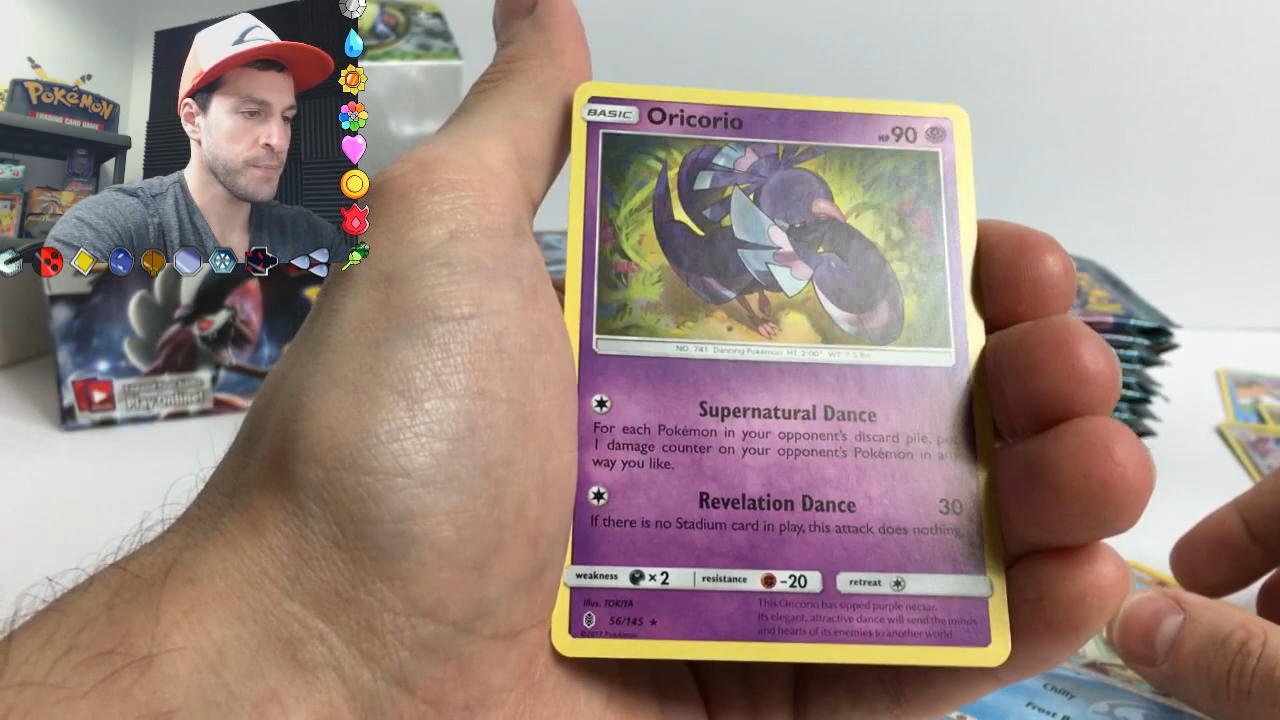 POKéMON
TRADING CARD GAME
BASIC Oricorio HP 90
NO. 741 Dancing Pokémon HT: 2'00" WT: 7.5 lbs
Supernatural Dance
For each Pokémon in your opponent's discard pile, put
1 damage counter on your opponent's Pokémon in any
way you like.
Revelation Dance 30
If there is no Stadium card in play, this attack does nothing.
weakness ×2 resistance -20 retreat
Illus. TOKIYA
56/145 ★
©2017 Pokémon
This Oricorio has sipped purple nectar.
Its elegant, attractive dance will send the minds
and hearts of its enemies to another world.
Play Online!
Chilly
Frost